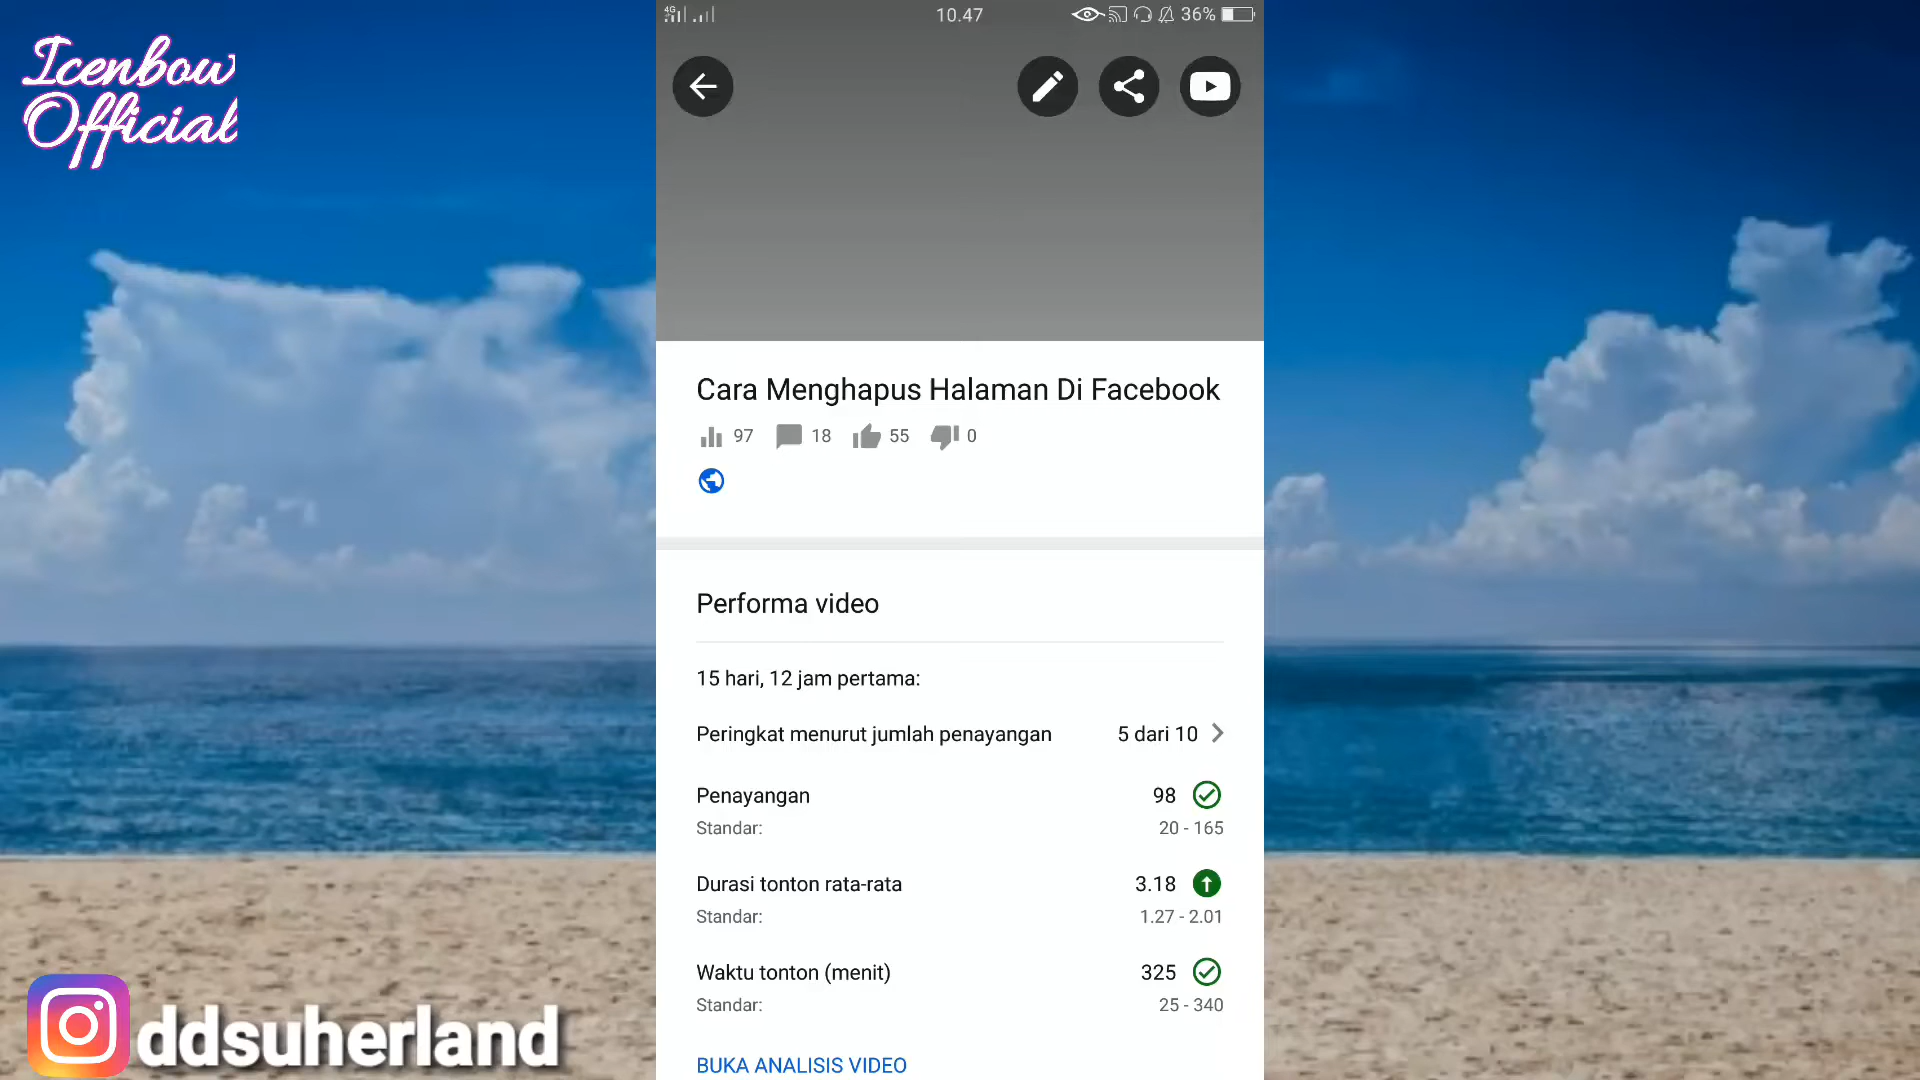 4G
10.47
36%
Icenbow
Official
Cara Menghapus Halaman Di Facebook
97
18
55
0
Performa video
15 hari, 12 jam pertama:
Peringkat menurut jumlah penayangan
5 dari 10
Penayangan
98
Standar:
20 - 165
Durasi tonton rata-rata
3.18
Standar:
1.27 - 2.01
Waktu tonton (menit)
325
Standar:
25 - 340
BUKA ANALISIS VIDEO
ddsuherland